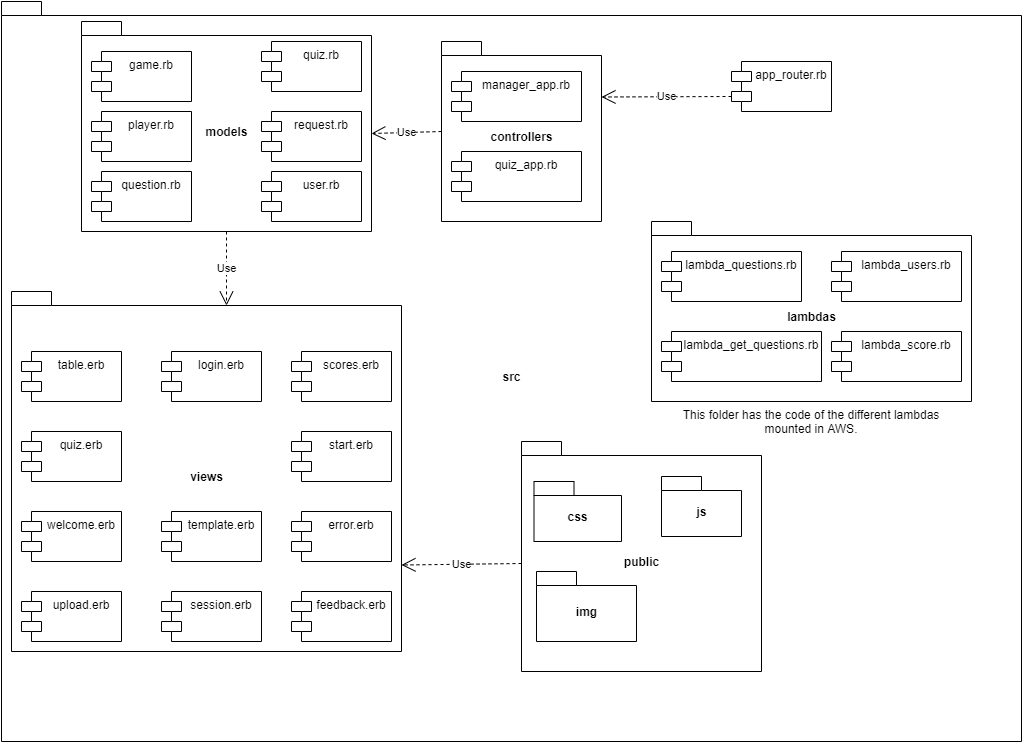 game.rb
quiz.rb
player.rb
models
request.rb
question.rb
user.rb
Use
manager_app.rb
controllers
quiz_app.rb
Use
app_router.rb
Use
lambda_questions.rb
lambda_users.rb
lambdas
lambda_get_questions.rb
lambda_score.rb
This folder has the code of the different lambdas
mounted in AWS.
src
table.erb
login.erb
scores.erb
quiz.erb
start.erb
views
welcome.erb
template.erb
error.erb
upload.erb
session.erb
feedback.erb
Use
css
js
public
img